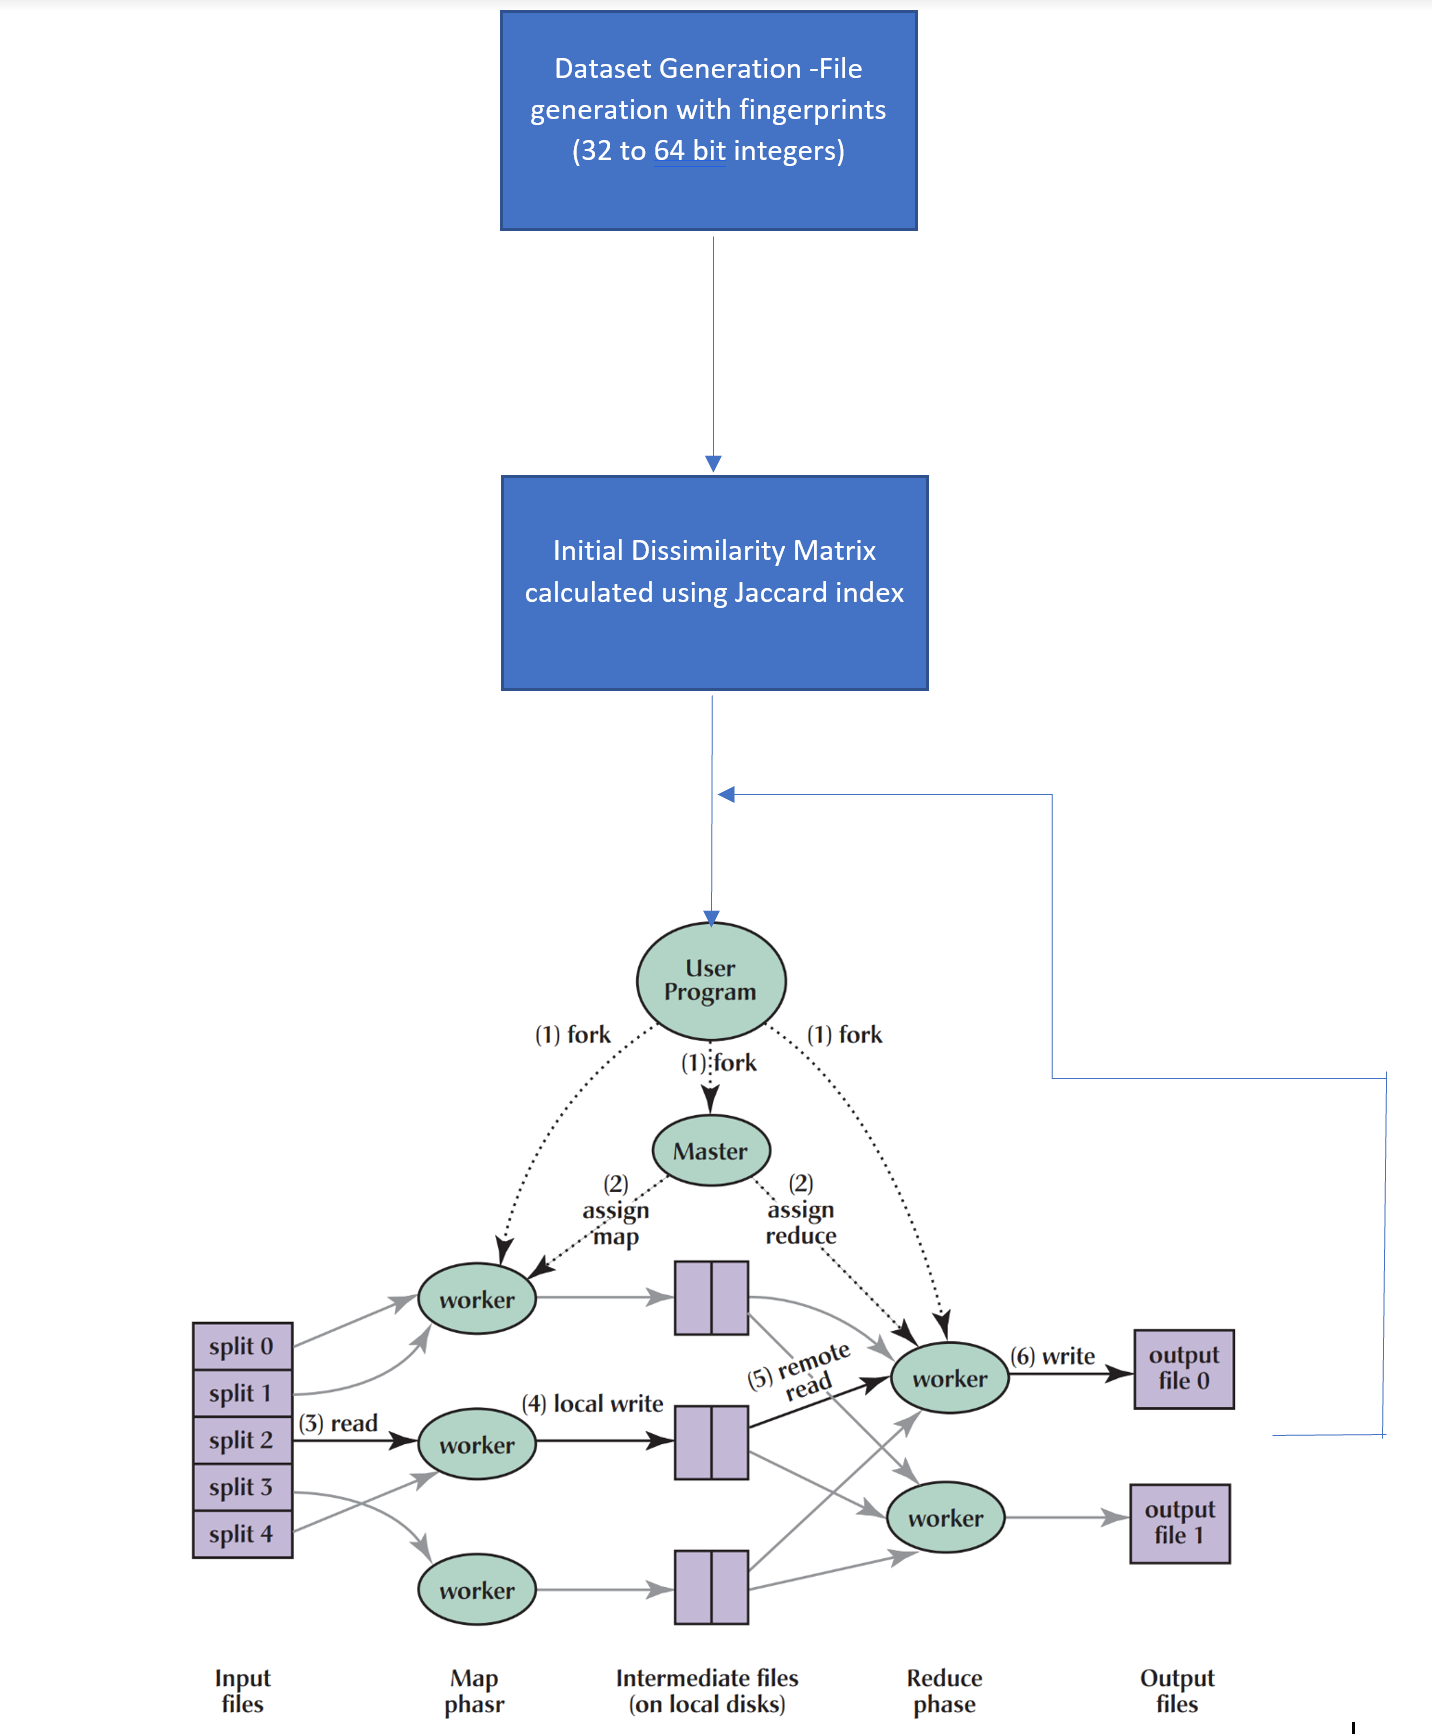 Dataset Generation -File
generation with fingerprints
(32 to 64 bit integers)
Initial Dissimilarity Matrix
calculated using Jaccard index
User
Program
(1) fork
(1) fork
(1) fork
Master
(2)
assign
map
(2)
assign
reduce
worker
split 0
split 1
split 2
split 3
split 4
(3) read
worker
(4) local write
worker
(5) remote
read
worker
(6) write
output
file 0
worker
output
file 1
Input
files
Map
phasr
Intermediate files
(on local disks)
Reduce
phase
Output
files